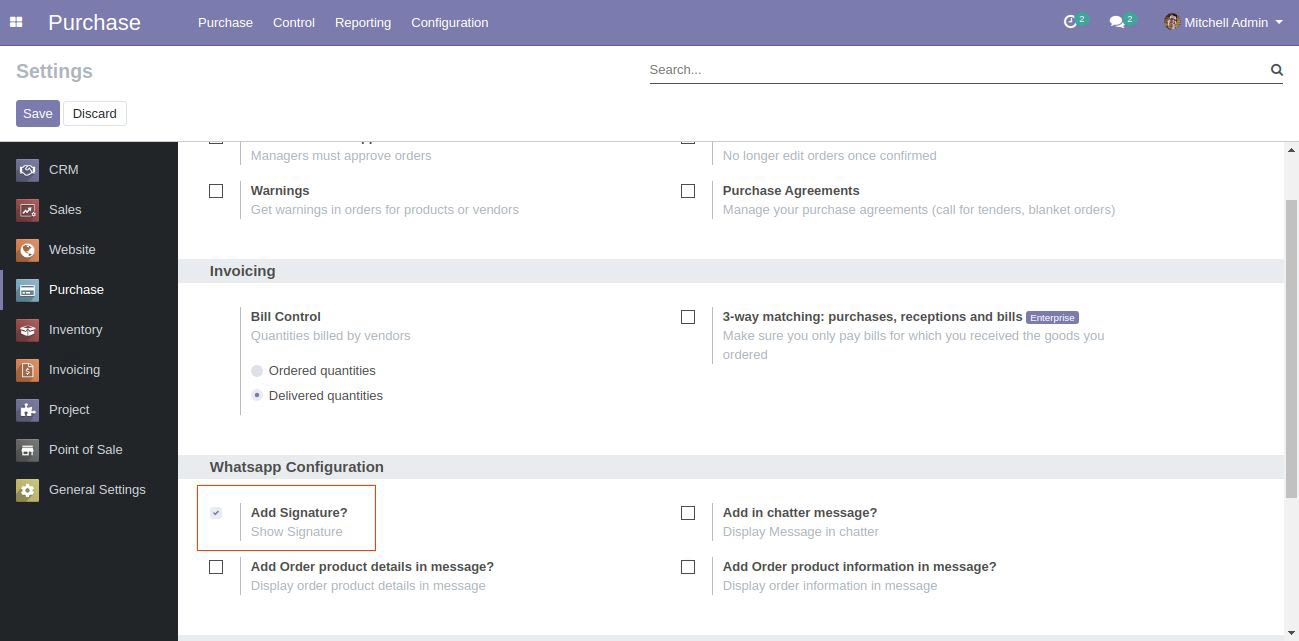 Purchase
Purchase Control Reporting Configuration
2 2 Mitchell Admin
Settings
Search...
Save Discard
CRM
Sales
Website
Purchase
Inventory
Invoicing
Project
Point of Sale
General Settings
Managers must approve orders
No longer edit orders once confirmed
Warnings
Get warnings in orders for products or vendors
Purchase Agreements
Manage your purchase agreements (call for tenders, blanket orders)
Invoicing
Bill Control
Quantities billed by vendors
Ordered quantities
Delivered quantities
3-way matching: purchases, receptions and bills Enterprise
Make sure you only pay bills for which you received the goods you
ordered
Whatsapp Configuration
Add Signature?
Show Signature
Add in chatter message?
Display Message in chatter
Add Order product details in message?
Display order product details in message
Add Order product information in message?
Display order information in message